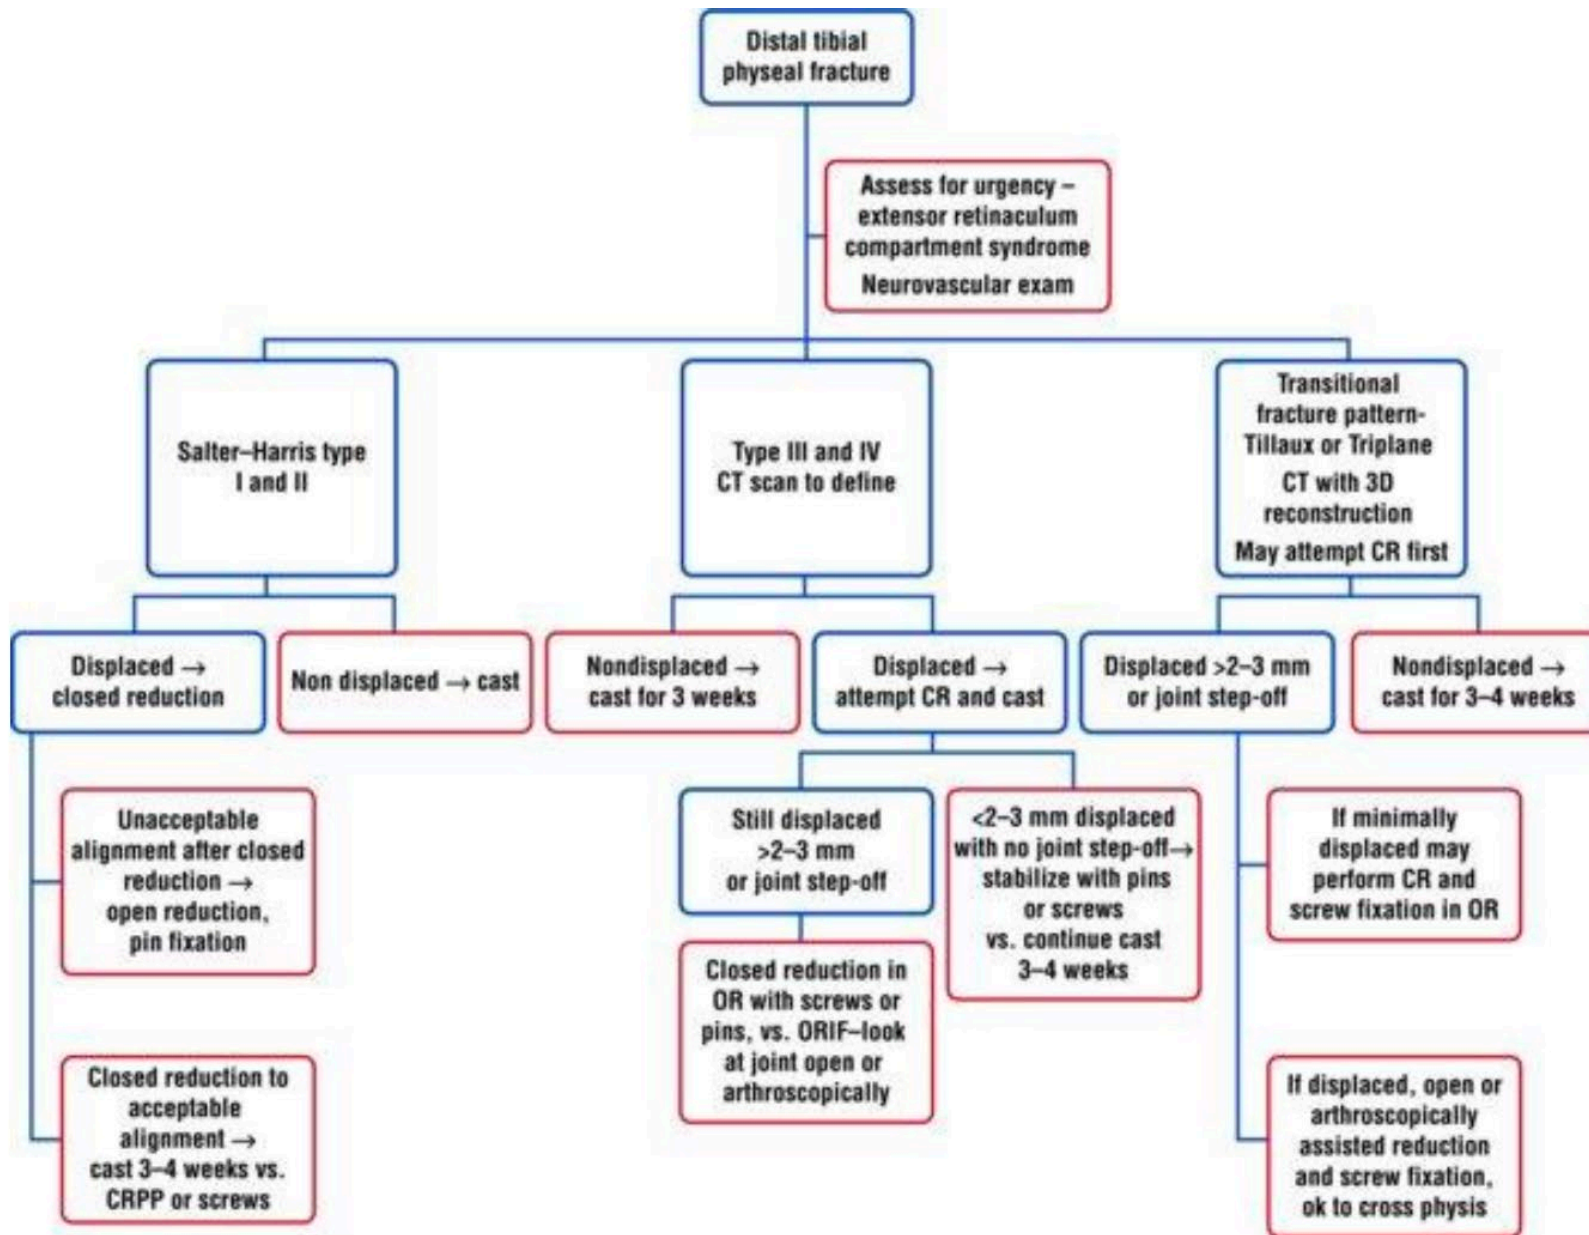 Distal tibial
physeal fracture
Assess for urgency –
extensor retinaculum
compartment syndrome
Neurovascular exam
Salter–Harris type
I and II
Type III and IV
CT scan to define
Transitional
fracture pattern-
Tillaux or Triplane
CT with 3D
reconstruction
May attempt CR first
Displaced →
closed reduction
Non displaced → cast
Nondisplaced →
cast for 3 weeks
Displaced →
attempt CR and cast
Displaced >2–3 mm
or joint step-off
Nondisplaced →
cast for 3–4 weeks
Unacceptable
alignment after closed
reduction →
open reduction,
pin fixation
Still displaced
>2–3 mm
or joint step-off
<2–3 mm displaced
with no joint step-off→
stabilize with pins
or screws
vs. continue cast
3–4 weeks
If minimally
displaced may
perform CR and
screw fixation in OR
Closed reduction in
OR with screws or
pins, vs. ORIF–look
at joint open or
arthroscopically
Closed reduction to
acceptable
alignment →
cast 3–4 weeks vs.
CRPP or screws
If displaced, open or
arthroscopically
assisted reduction
and screw fixation,
ok to cross physis